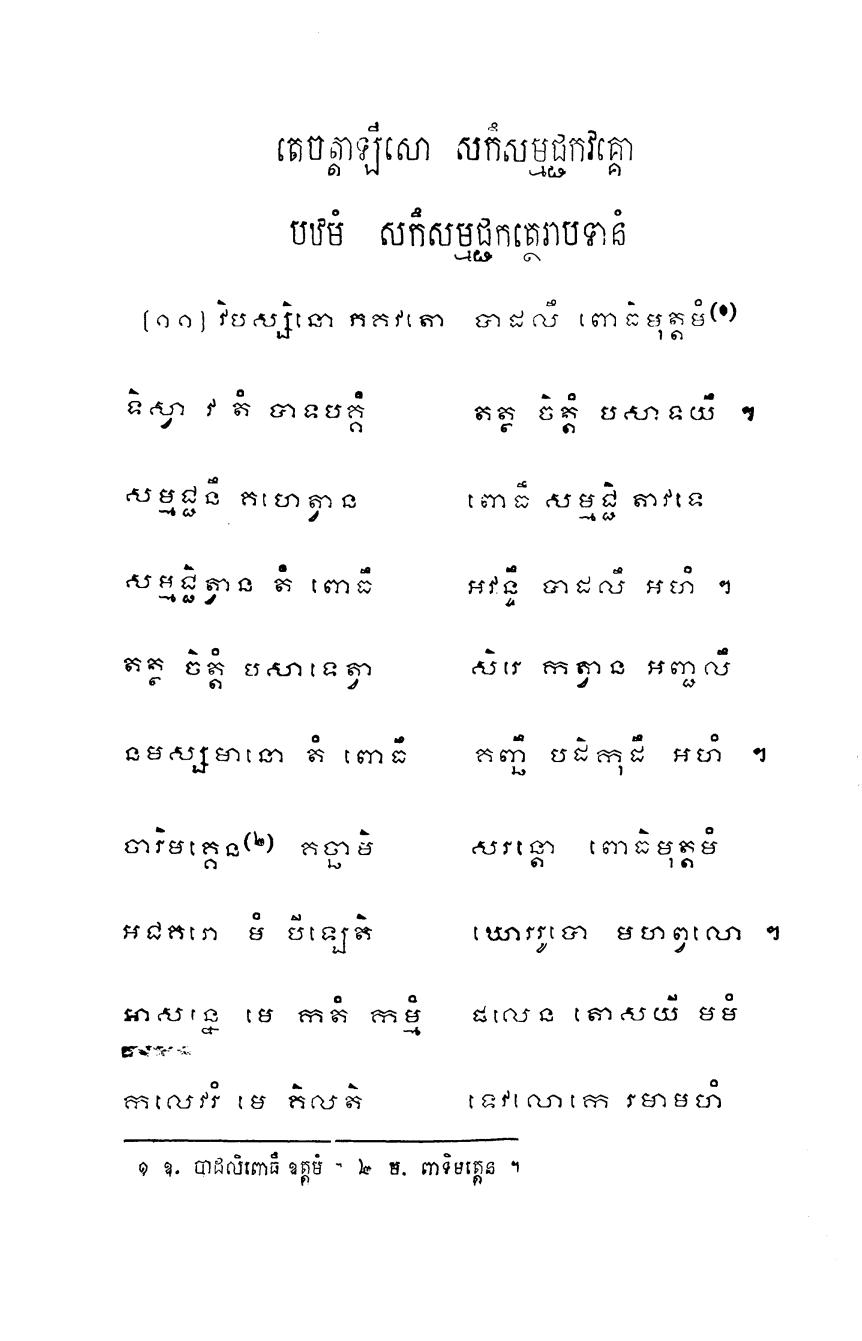 តេចត្តាឡីសោ សកឹសម្មជ្ជកវគ្គោ
បឋមំ សកឹសម្មជ្ជកត្ថេរាបទានំ
[១១] វិបស្សិនោ ភគវតោ បាដលឹ ពោធិមុត្តមំ(១)
ទិស្វា វ តំ បាទបគ្គំ តត្ថ ចិត្តំ បសាទយឹ ។
សម្មជ្ជនឹ គហេត្វាន ពោធឹ សម្មជ្ជិ តាវទេ
សម្មជ្ជិត្វាន តំ ពោធឹ អវន្ទឹ បាដលឹ អហំ ។
តត្ថ ចិត្តំ បសាទេត្វា សិរេ កត្វាន អញ្ជលឹ
នមស្សមានោ តំ ពោធឹ គញ្ឆឹ បដិកុដឹ អហំ ។
ចារិមគ្គេន(២) គច្ឆាមិ សរន្តោ ពោធិមុត្តមំ
អជគរោ មំ បីឡេតិ ឃោររូបោ មហព្វលោ ។
អាសន្នេ មេ កតំ កម្មំ ផលេន តោសយី មមំ
កលេវរំ មេ គិលតិ ទេវលោកេ រមាមហំ
១ ឧ. បាដលិពោធឹ ឧត្តមំ ។ ២ ម. ពាទិមត្តេន ។